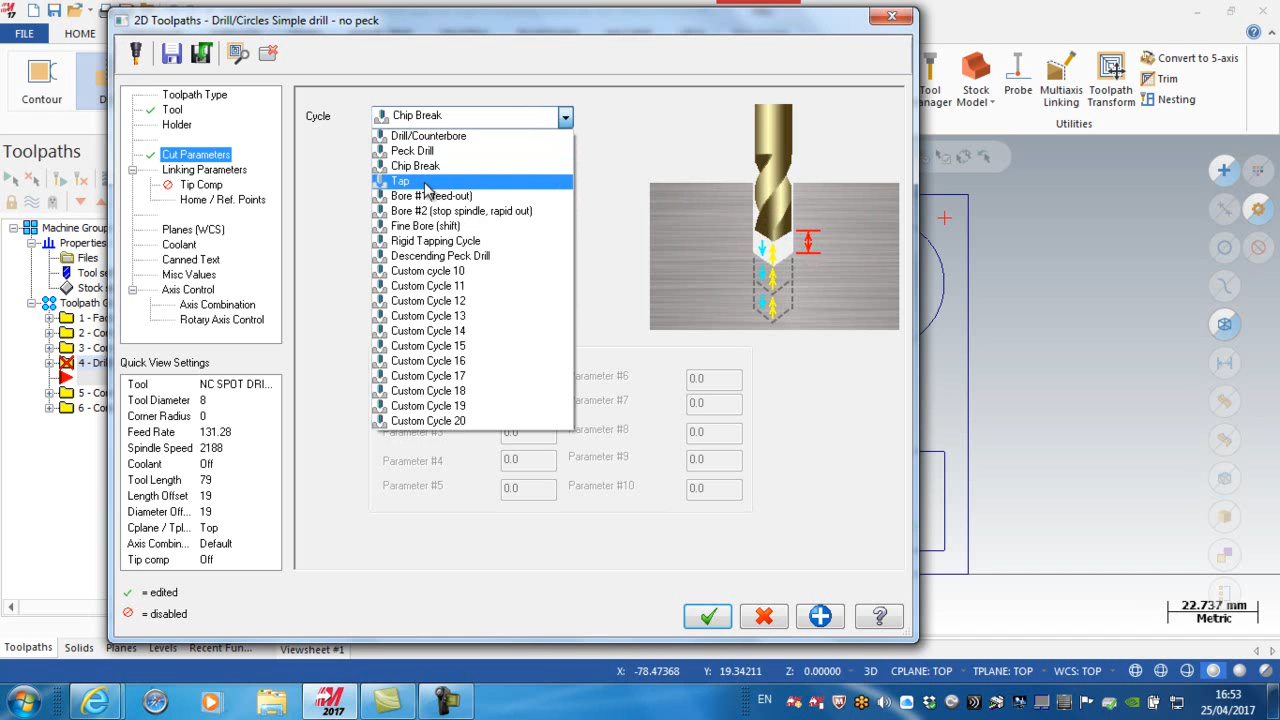 2D Toolpaths - Drill/Circles Simple drill - no peck
FILE
HOME
Contour
Tool
Manager
Stock
Model
Probe
Multiaxis
Linking
Toolpath
Transform
Convert to 5-axis
Trim
Nesting
Utilities
Toolpaths
Machine Group
Properties
Files
Tool se
Stock
Toolpath G
1 - Fac
2 - Co
3 - Co
4 - Dril
5 - Co
6 - Co
Toolpath Type
Tool
Holder
Cut Parameters
Linking Parameters
Tip Comp
Home / Ref. Points
Planes (WCS)
Coolant
Canned Text
Misc Values
Axis Control
Axis Combination
Rotary Axis Control
Quick View Settings
Tool NC SPOT DRI...
Tool Diameter 8
Corner Radius 0
Feed Rate 131.28
Spindle Speed 2188
Coolant Off
Tool Length 79
Length Offset 19
Diameter Off... 19
Cplane / Tpl... Top
Axis Combin... Default
Tip comp Off
= edited
= disabled
Cycle Chip Break
Drill/Counterbore
Peck Drill
Chip Break
Tap
Bore #1 (feed-out)
Bore #2 (stop spindle, rapid out)
Fine Bore (shift)
Rigid Tapping Cycle
Descending Peck Drill
Custom cycle 10
Custom Cycle 11
Custom Cycle 12
Custom Cycle 13
Custom Cycle 14
Custom Cycle 15
Custom Cycle 16
Custom Cycle 17
Custom Cycle 18
Custom Cycle 19
Custom Cycle 20
Parameter #6 0.0
Parameter #7 0.0
Parameter #3 0.0 Parameter #8 0.0
Parameter #4 0.0 Parameter #9 0.0
Parameter #5 0.0 Parameter #10 0.0
22.737 mm
Metric
Toolpaths Solids Planes Levels Recent Fun... Viewsheet #1
X: -78.47368 Y: 19.34211 Z: 0.00000 3D CPLANE: TOP TPLANE: TOP WCS: TOP
2017
EN
16:53
25/04/2017